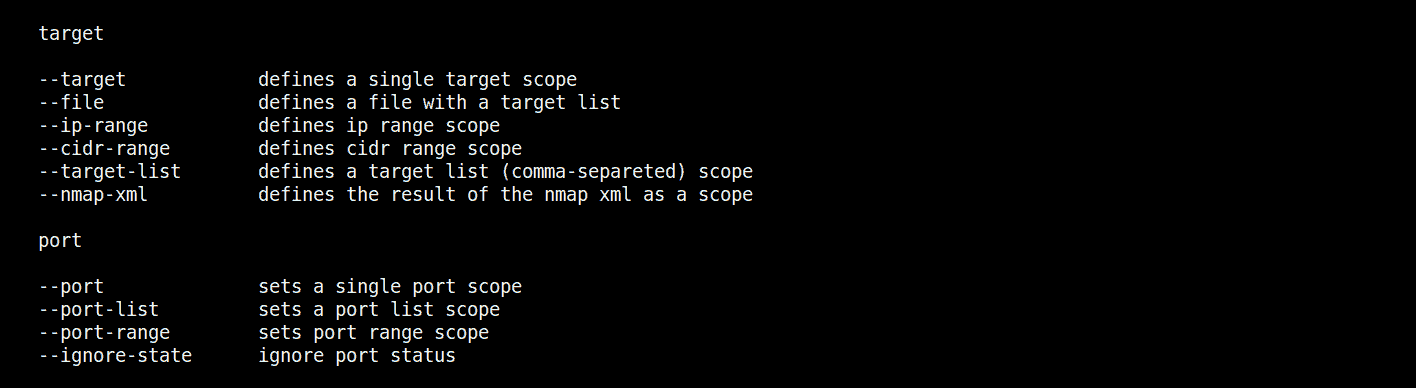 target
--target defines a single target scope
--file defines a file with a target list
--ip-range defines ip range scope
--cidr-range defines cidr range scope
--target-list defines a target list (comma-separeted) scope
--nmap-xml defines the result of the nmap xml as a scope
port
--port sets a single port scope
--port-list sets a port list scope
--port-range sets port range scope
--ignore-state ignore port status